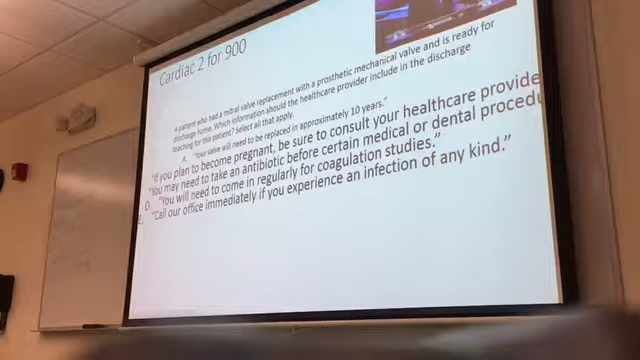 Cardiac 2 for 900
A patient who had a mitral valve replacement with a prosthetic mechanical valve and is ready for
discharge home. Which information should the healthcare provider include in the discharge
teaching for this patient? Select all that apply.
A. "Your valve will need to be replaced in approximately 10 years."
"If you plan to become pregnant, be sure to consult your healthcare provide
"You may need to take an antibiotic before certain medical or dental procedu
D. "You will need to come in regularly for coagulation studies."
E. "Call our office immediately if you experience an infection of any kind."